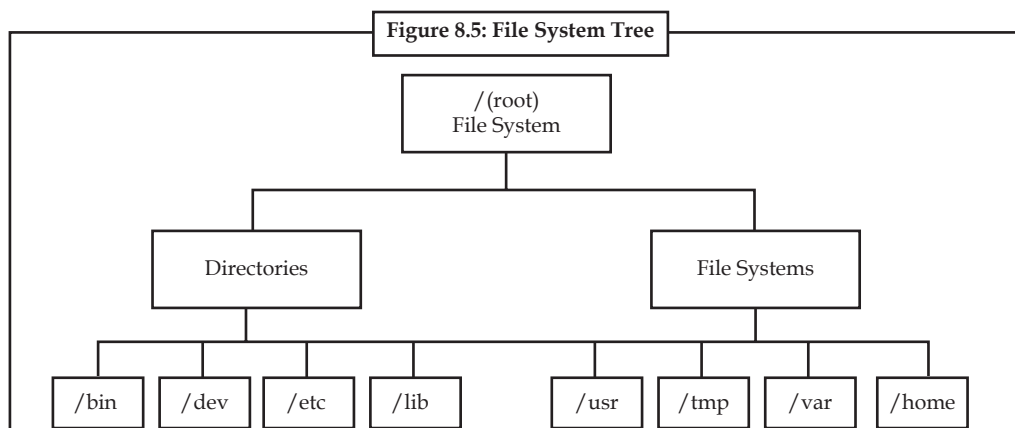 Figure 8.5: File System Tree
/(root)
File System
Directories
File Systems
/bin
/dev
/etc
/lib
/usr
/tmp
/var
/home